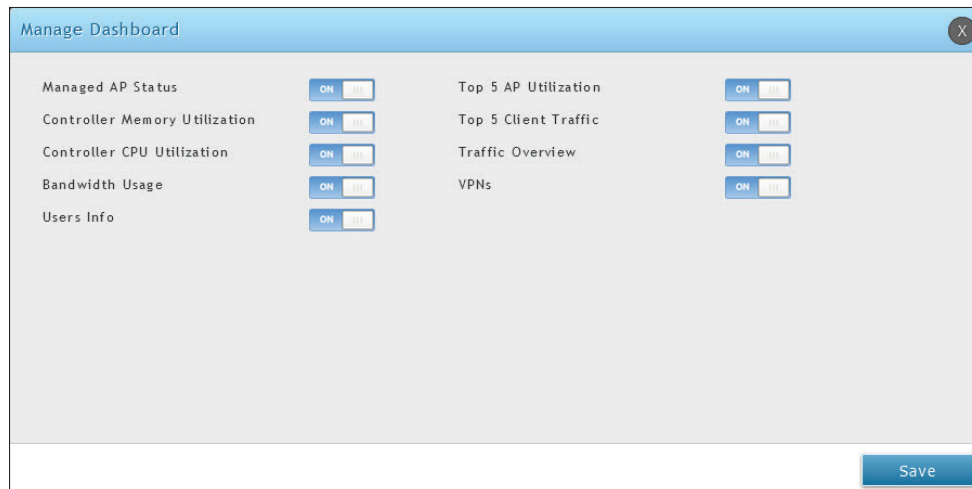 Manage Dashboard
X
Managed AP Status ON
Top 5 AP Utilization ON
Controller Memory Utilization ON
Top 5 Client Traffic ON
Controller CPU Utilization ON
Traffic Overview ON
Bandwidth Usage ON
VPNs ON
Users Info ON
Save